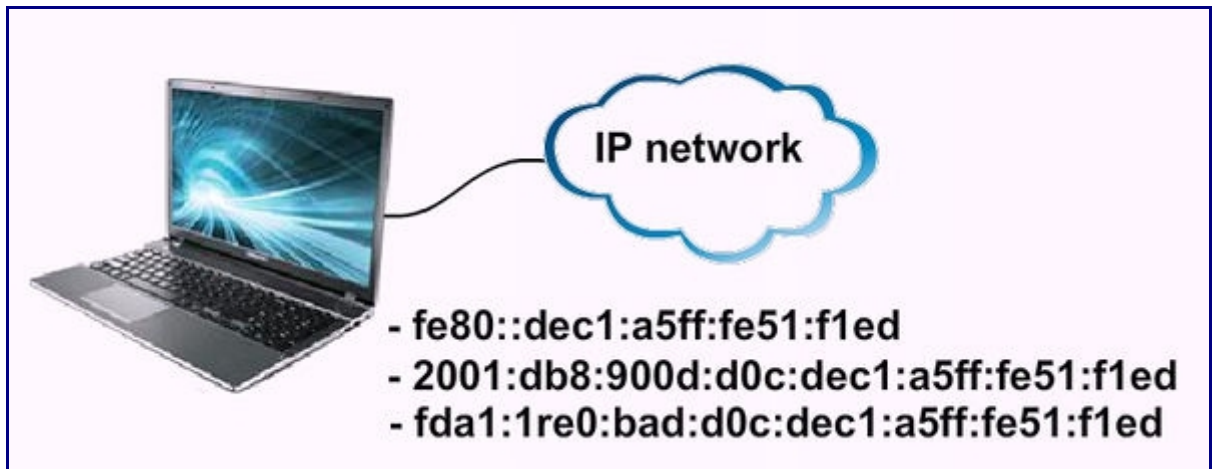 IP network
- fe80::dec1:a5ff:fe51:f1ed
- 2001:db8:900d:d0c:dec1:a5ff:fe51:f1ed
- fda1:1re0:bad:d0c:dec1:a5ff:fe51:f1ed